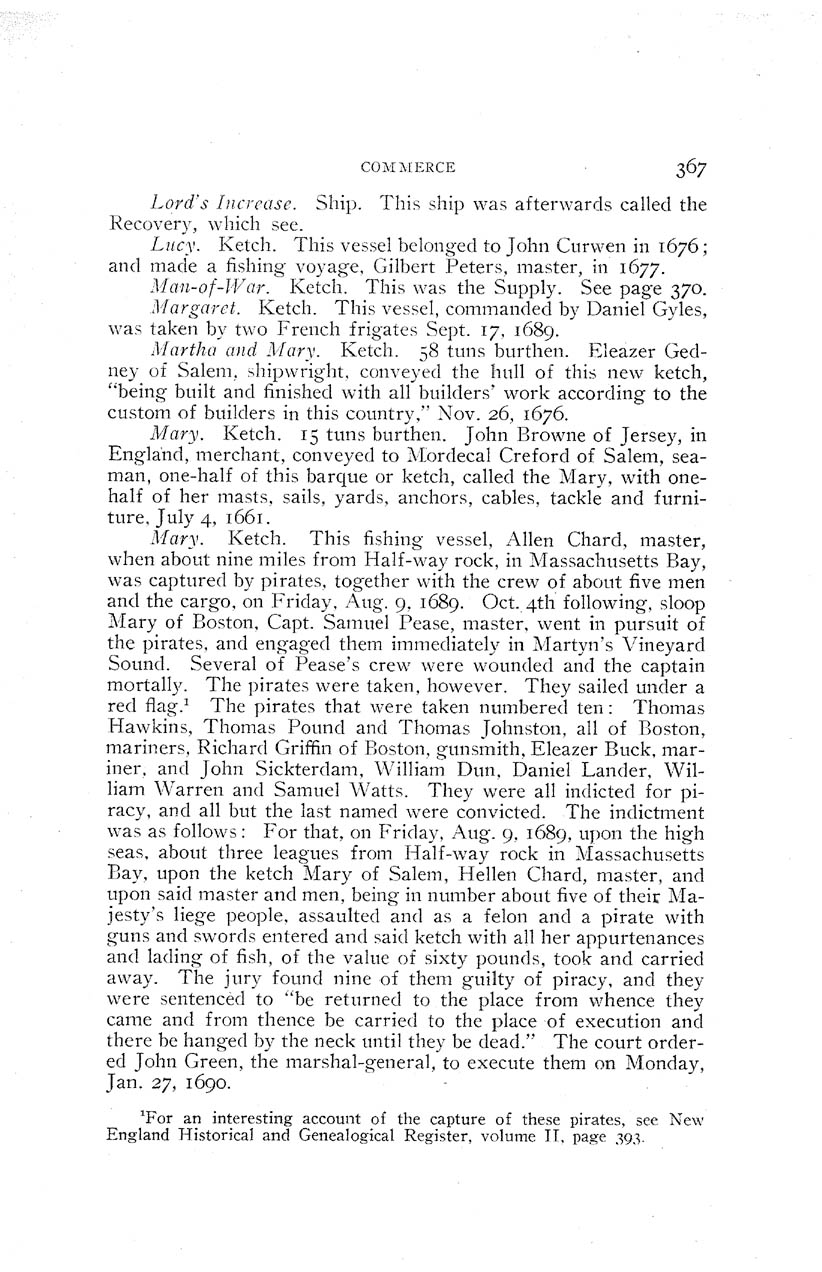 COMMERCE 367
Lord's Increase. Ship. This ship was afterwards called the
Recovery, which see.
Lucy. Ketch. This vessel belonged to John Curwen in 1676;
and made a fishing voyage, Gilbert Peters, master, in 1677.
Man-of-War. Ketch. This was the Supply. See page 370.
Margaret. Ketch. This vessel, commanded by Daniel Gyles,
was taken by two French frigates Sept. 17, 1689.
Martha and Mary. Ketch. 58 tuns burthen. Eleazer Ged-
ney of Salem, shipwright, conveyed the hull of this new ketch,
"being built and finished with all builders' work according to the
custom of builders in this country," Nov. 26, 1676.
Mary. Ketch. 15 tuns burthen. John Browne of Jersey, in
England, merchant, conveyed to Mordecal Creford of Salem, sea-
man, one-half of this barque or ketch, called the Mary, with one-
half of her masts, sails, yards, anchors, cables, tackle and furni-
ture, July 4, 1661.
Mary. Ketch. This fishing vessel, Allen Chard, master,
when about nine miles from Half-way rock, in Massachusetts Bay,
was captured by pirates, together with the crew of about five men
and the cargo, on Friday, Aug. 9, 1689. Oct. 4th following, sloop
Mary of Boston, Capt. Samuel Pease, master, went in pursuit of
the pirates, and engaged them immediately in Martyn's Vineyard
Sound. Several of Pease's crew were wounded and the captain
mortally. The pirates were taken, however. They sailed under a
red flag.¹ The pirates that were taken numbered ten: Thomas
Hawkins, Thomas Pound and Thomas Johnston, all of Boston,
mariners, Richard Griffin of Boston, gunsmith, Eleazer Buck, mar-
iner, and John Sickterdam, William Dun, Daniel Lander, Wil-
liam Warren and Samuel Watts. They were all indicted for pi-
racy, and all but the last named were convicted. The indictment
was as follows: For that, on Friday, Aug. 9, 1689, upon the high
seas, about three leagues from Half-way rock in Massachusetts
Bay, upon the ketch Mary of Salem, Hellen Chard, master, and
upon said master and men, being in number about five of their Ma-
jesty's liege people, assaulted and as a felon and a pirate with
guns and swords entered and said ketch with all her appurtenances
and lading of fish, of the value of sixty pounds, took and carried
away. The jury found nine of them guilty of piracy, and they
were sentenced to "be returned to the place from whence they
came and from thence be carried to the place of execution and
there be hanged by the neck until they be dead." The court order-
ed John Green, the marshal-general, to execute them on Monday,
Jan. 27, 1690.
¹For an interesting account of the capture of these pirates, see New
England Historical and Genealogical Register, volume II, page 393.